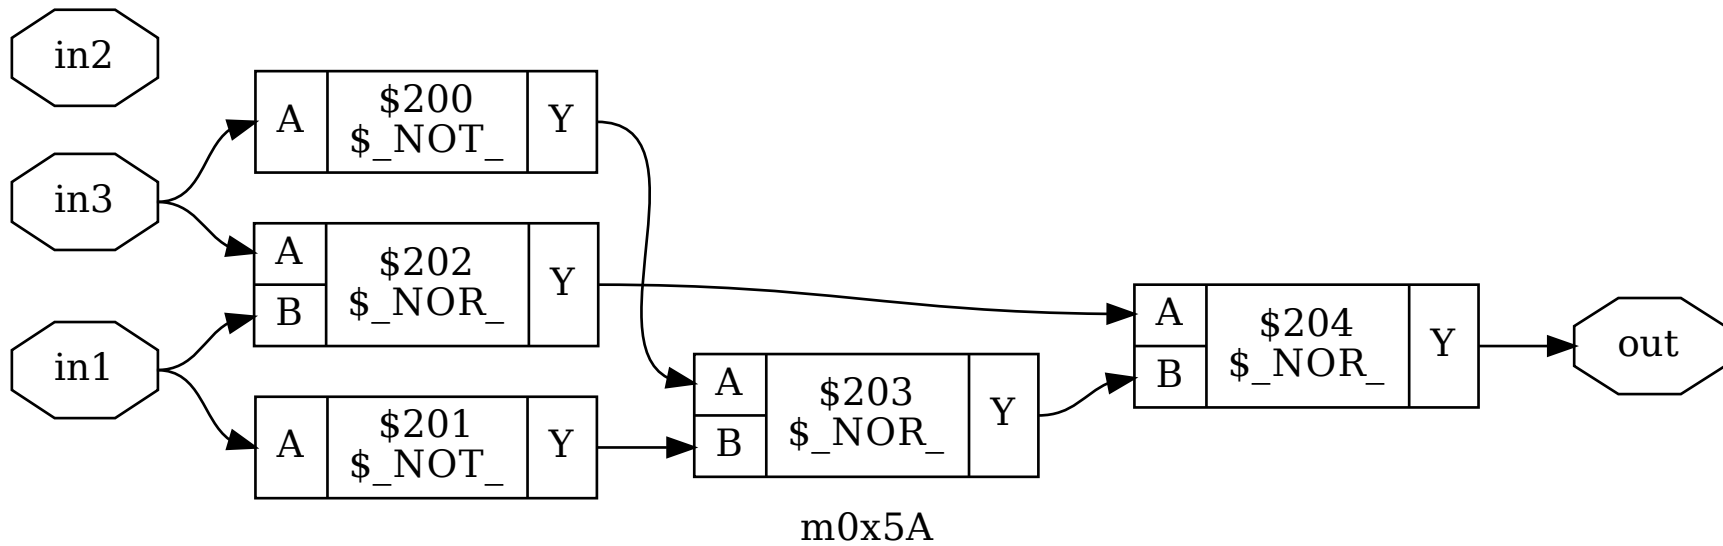 in2
in3
in1
A
$200
$_NOT_
Y
A
B
$202
$_NOR_
Y
A
$201
$_NOT_
Y
A
B
$203
$_NOR_
Y
A
B
$204
$_NOR_
Y
out
m0x5A